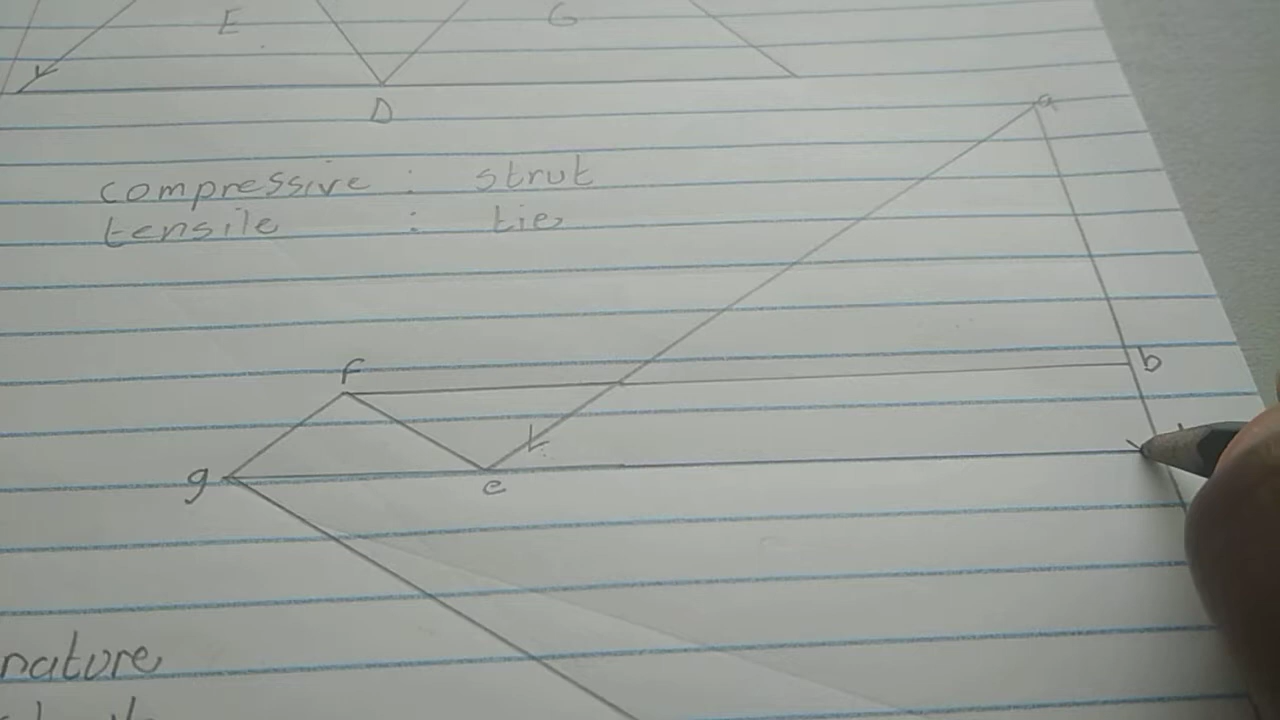 E G
D
a
compressive : strut
tensile : tie
b
f
g
e
nature